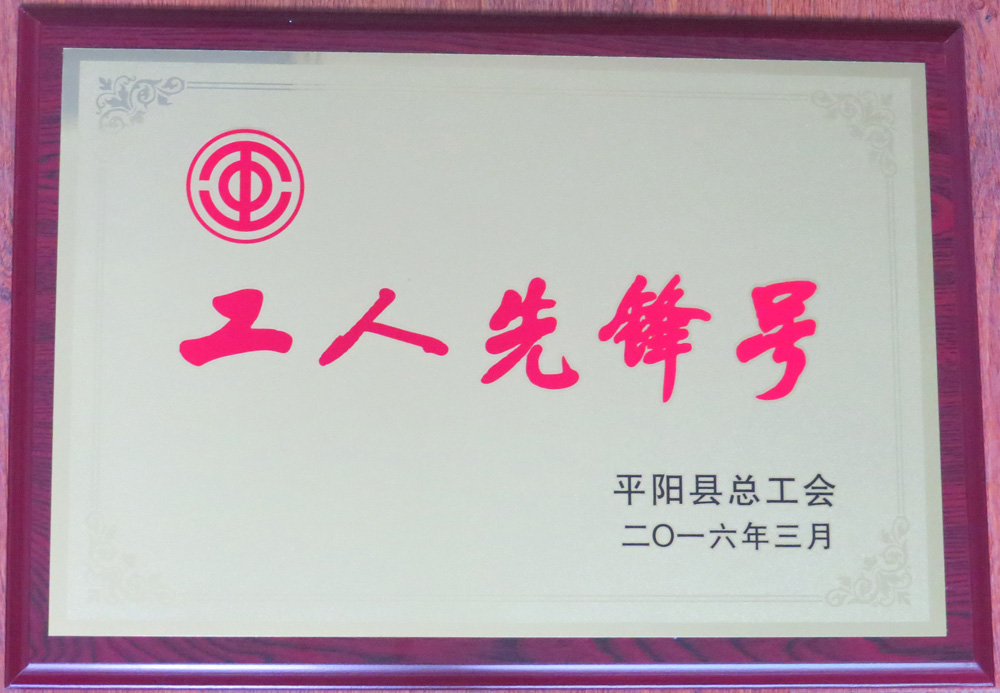 工人先锋号
平阳县总工会
二〇一六年三月